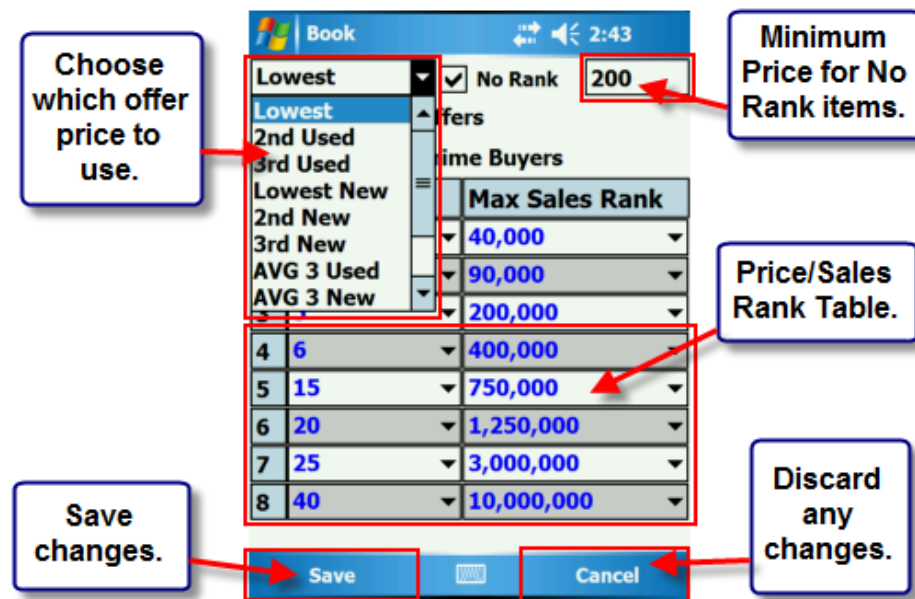 Book 2:43
Choose
which offer
price to
use.
Minimum
Price for No
Rank items.
Lowest No Rank 200
Lowest
2nd Used
3rd Used
Lowest New
2nd New
3rd New
AVG 3 Used
AVG 3 New
ffers
ime Buyers
Max Sales Rank
40,000
90,000
200,000
4 6 400,000
5 15 750,000
6 20 1,250,000
7 25 3,000,000
8 40 10,000,000
Price/Sales
Rank Table.
Save
changes.
Discard
any
changes.
Save Cancel